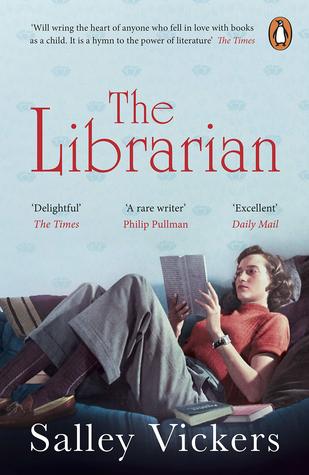 ‘Will wring the heart of anyone who fell in love with books
as a child. It is a hymn to the power of literature’ The Times
The
Librarian
‘Delightful’
The Times
‘A rare writer’
Philip Pullman
‘Excellent’
Daily Mail
Salley Vickers